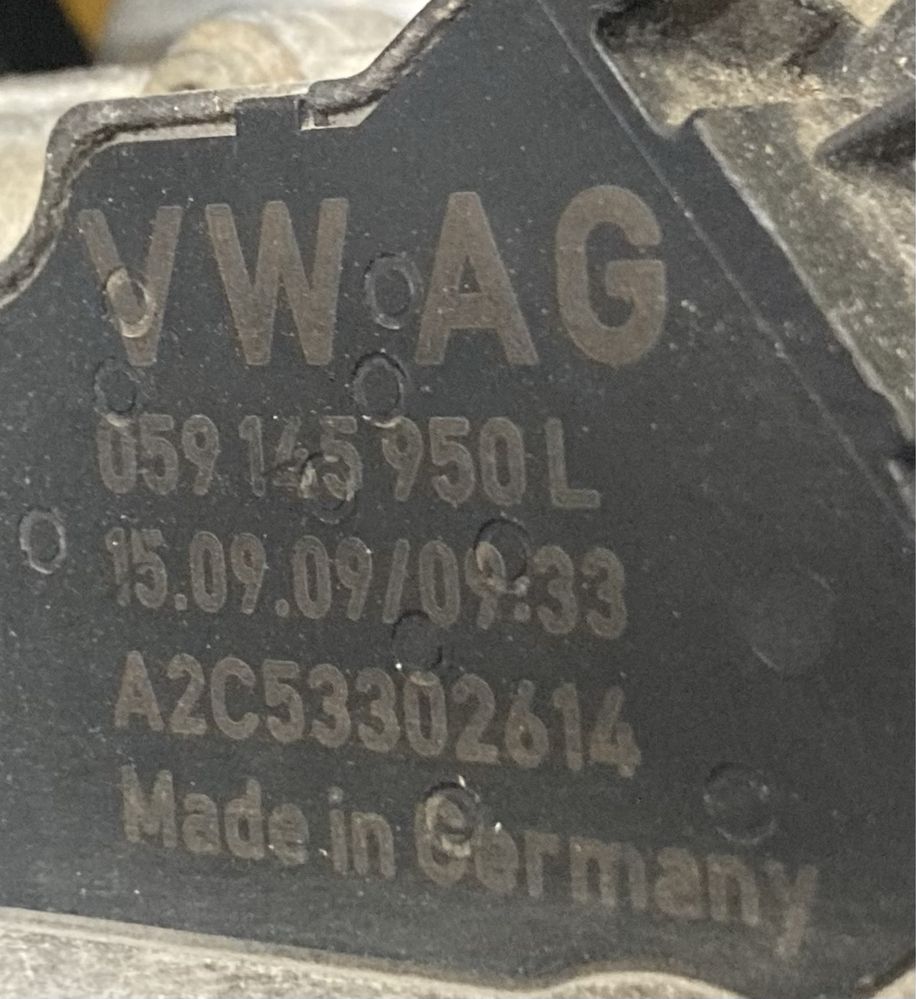 VW AG
059 145 950 L
15.09.09/09:33
A2C53302614
Made in Germany